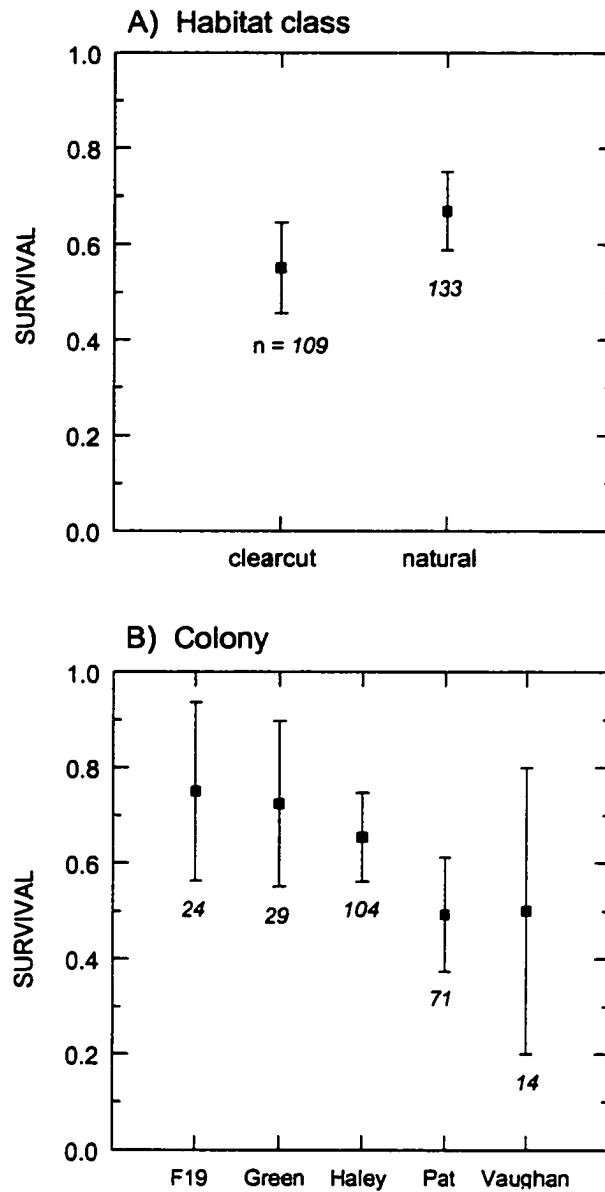 A) Habitat class
1.0
0.8
0.6
0.4
0.2
0.0
SURVIVAL
n = 109
133
clearcut natural
B) Colony
1.0
0.8
0.6
0.4
0.2
0.0
SURVIVAL
24
29
104
71
14
F19 Green Haley Pat Vaughan